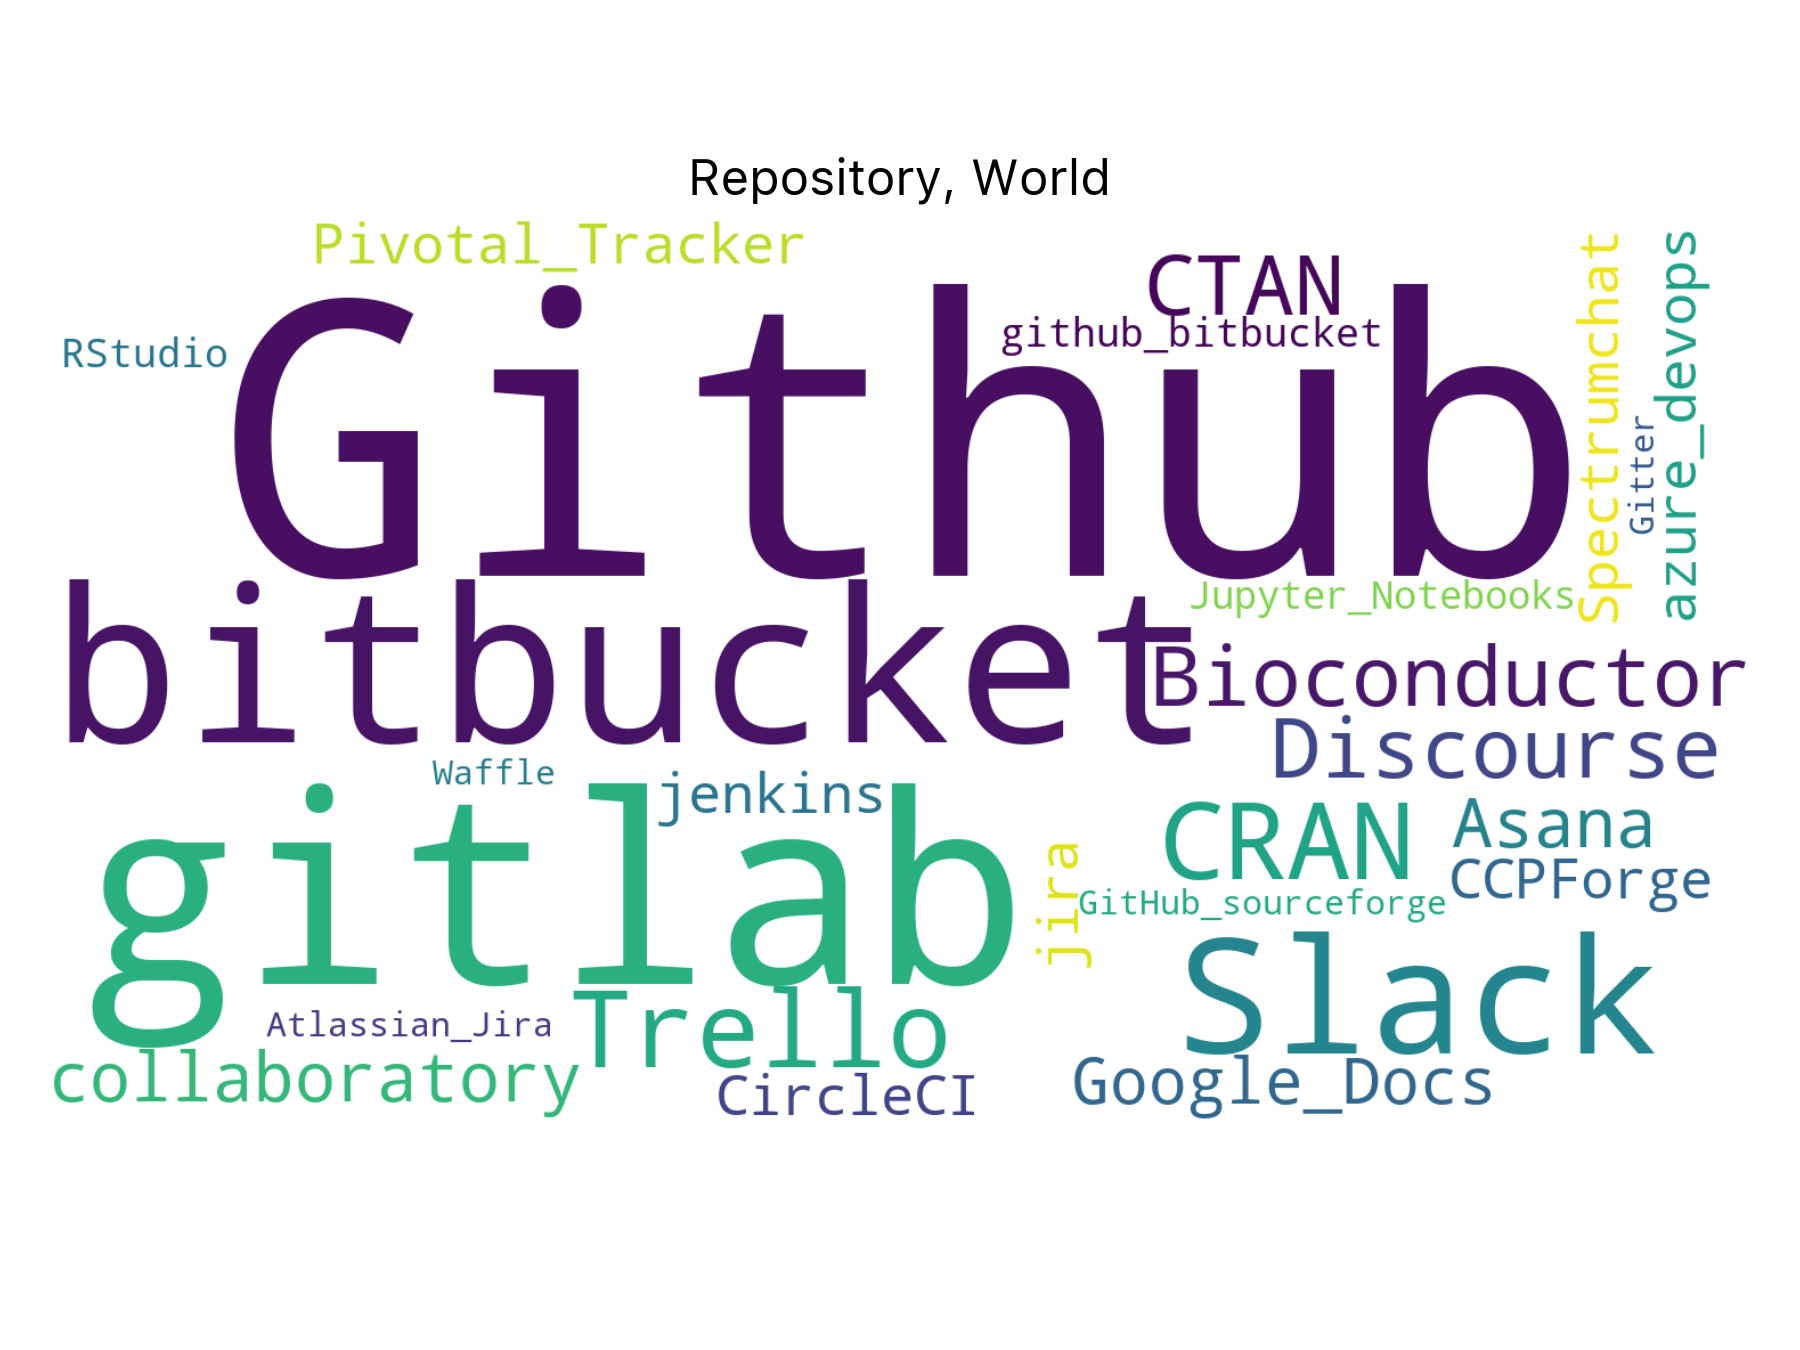 Repository, World
Pivotal_Tracker
CTAN
github_bitbucket
RStudio
Github
Spectrumchat
Gitter
azure_devops
bitbucket
Jupyter_Notebooks
Bioconductor
Discourse
Waffle
jenkins
gitlab
jira
CRAN
Asana
CCPForge
GitHub_sourceforge
Slack
Atlassian_Jira
Trello
collaboratory
CircleCI
Google_Docs